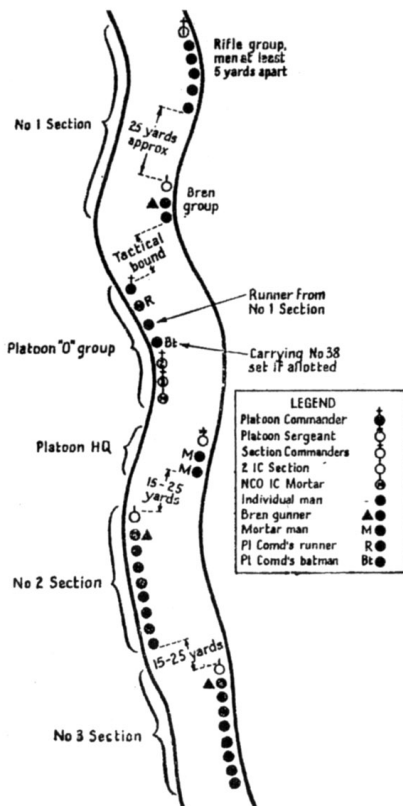 Rifle group,
men at least
5 yards apart
No 1 Section
25 yards
approx
Bren
group
Tactical
bound
R
Runner from
No 1 Section
Platoon "O" group
Bt
Carrying No 38
set if allotted
Platoon HQ
M
M
15-25
yards
No 2 Section
15-25 yards
No 3 Section
LEGEND
Platoon Commander
Platoon Sergeant
Section Commanders
2 IC Section
NCO IC Mortar
Individual man
Bren gunner
Mortar man M
Pl Comd's runner R
Pl Comd's batman Bt